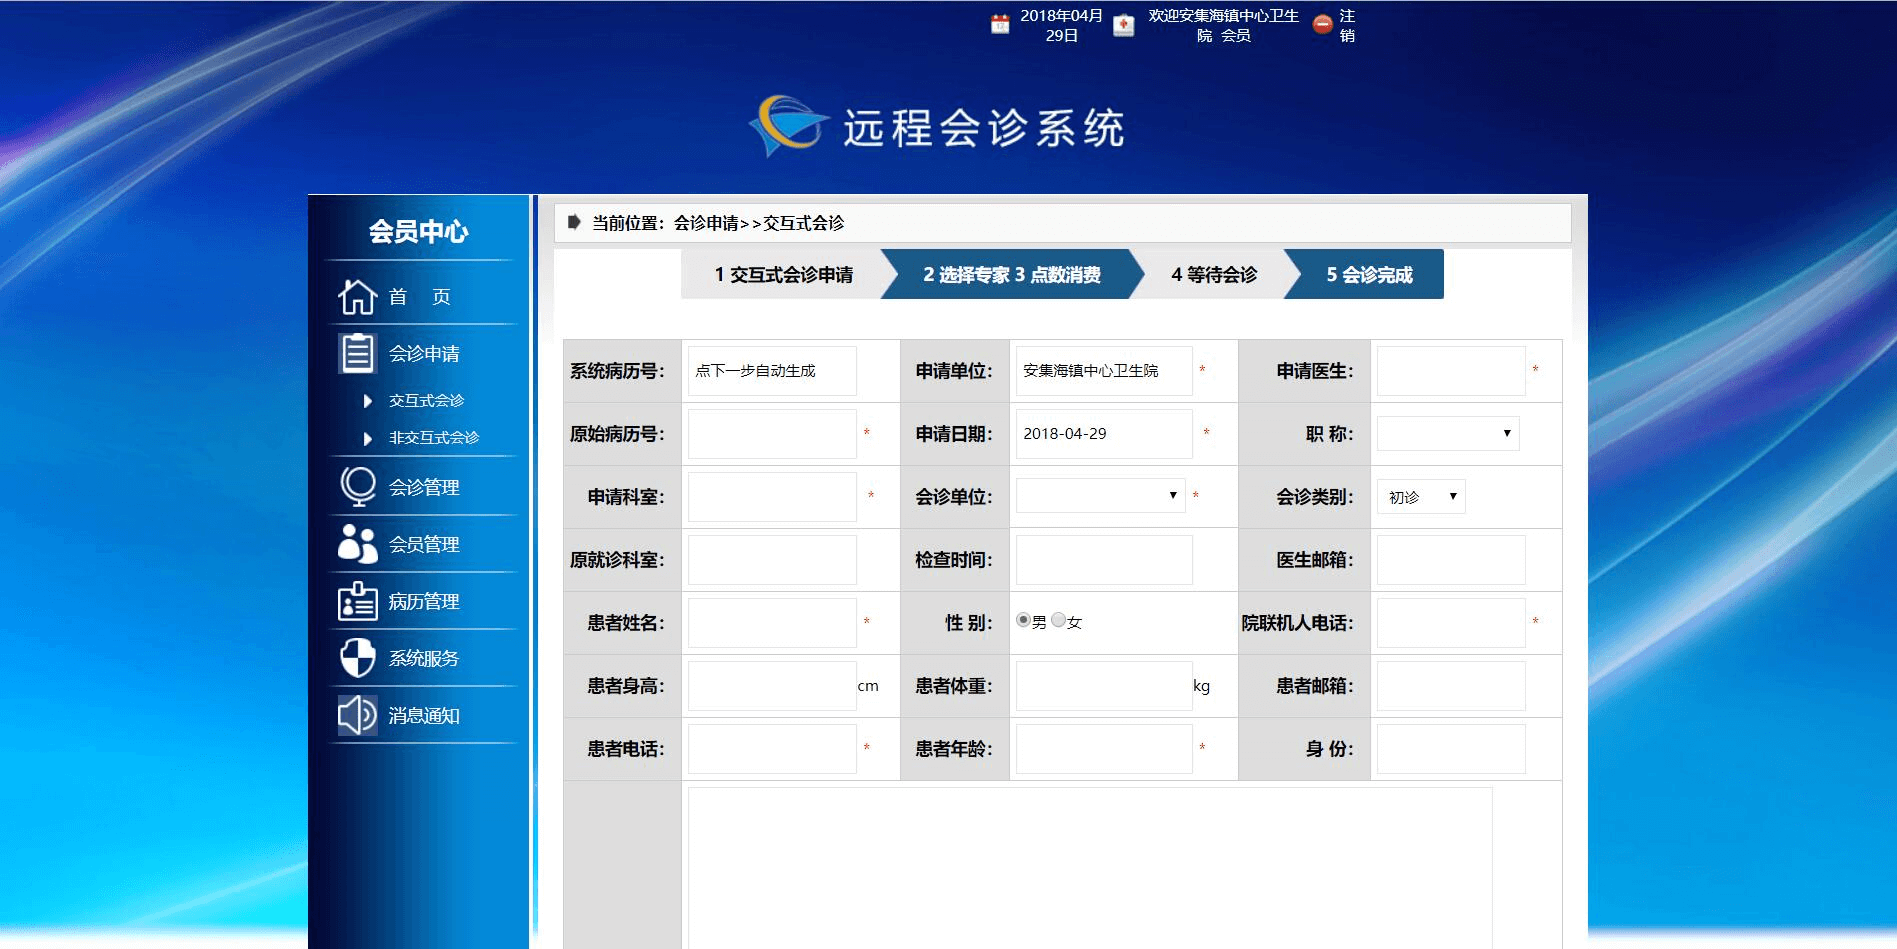 2018年04月
29日
欢迎安集海镇中心卫生
院 会员
注
销
远程会诊系统
会员中心
首 页
会诊申请
交互式会诊
非交互式会诊
会诊管理
会员管理
病历管理
系统服务
消息通知
当前位置：会诊申请>>交互式会诊
1 交互式会诊申请 2 选择专家 3 点数消费 4 等待会诊 5 会诊完成
系统病历号： 点下一步自动生成 申请单位： 安集海镇中心卫生院 * 申请医生： *
原始病历号： * 申请日期： 2018-04-29 * 职 称：
申请科室： * 会诊单位： * 会诊类别： 初诊
原就诊科室： 检查时间： 医生邮箱：
患者姓名： * 性 别： 男 女 院联机人电话： *
患者身高： cm 患者体重： kg 患者邮箱：
患者电话： * 患者年龄： * 身 份：